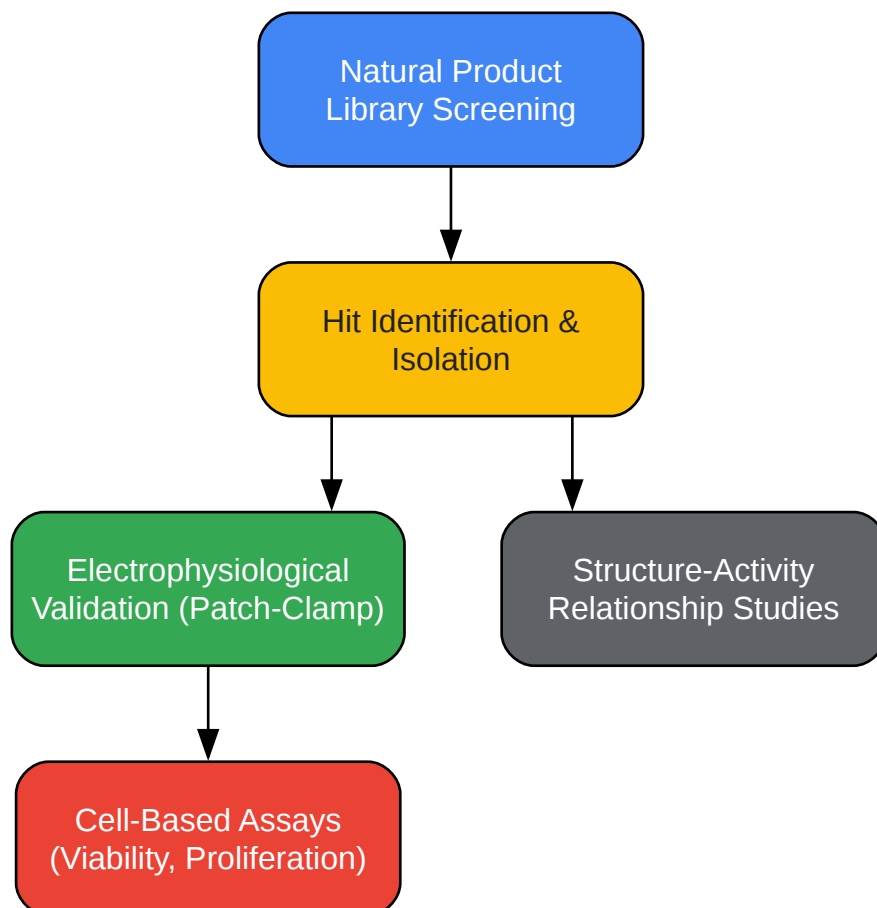 Natural Product
Library Screening
Hit Identification &
Isolation
Electrophysiological
Validation (Patch-Clamp)
Structure-Activity
Relationship Studies
Cell-Based Assays
(Viability, Proliferation)